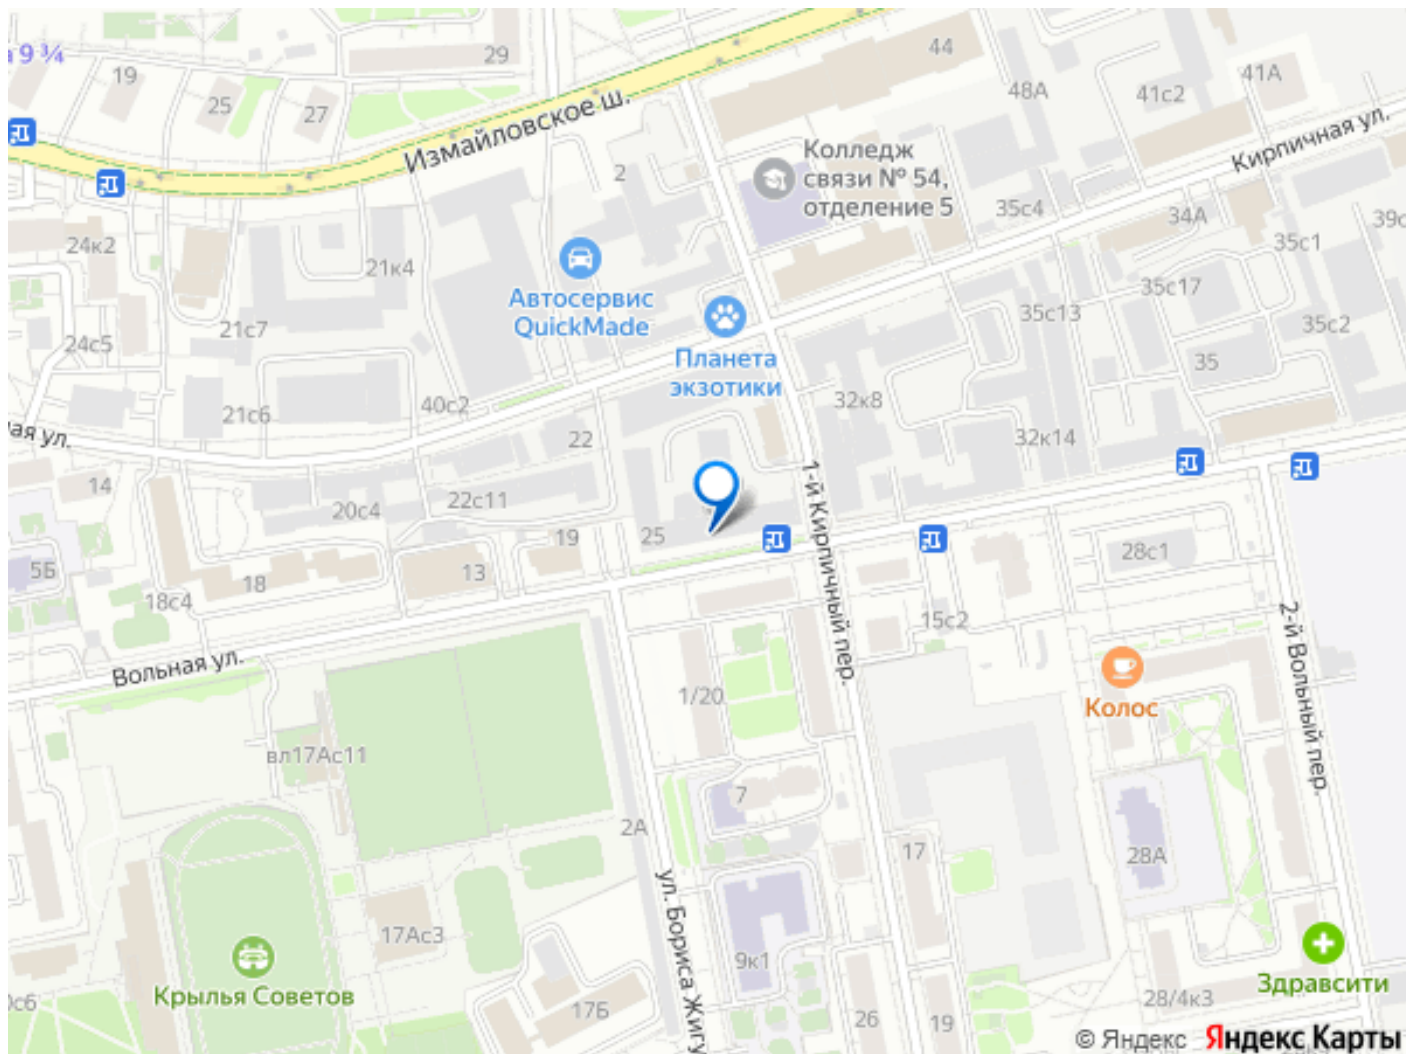 а 9 ¾
29
44
19
25
27
48А
41с2
41А
Измайловское ш.
Кирпичная ул.
Колледж
связи № 54,
отделение 5
2
35с4
34А
39с
24к2
21к4
35с1
Автосервис
QuickMade
35с17
21с7
35с13
35с2
24с5
Планета
экзотики
35
40с2
21с6
32к8
ая ул.
22
32к14
14
22с11
20с4
1-й Кирпичный пер.
25
19
13
28с1
5Б
18
18с4
15с2
2-й Вольный пер.
Вольная ул.
1/20
Колос
вл17Ас11
7
2А
17
28А
ул. Бориса Жигу
17Ас3
9к1
Крылья Советов
Здравсити
0с6
17Б
26
19
28/4к3
© Яндекс Яндекс Карты